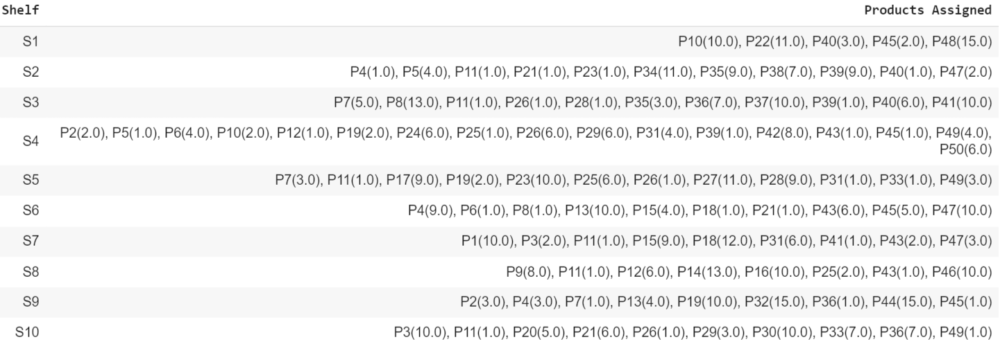 Shelf Products Assigned
S1 P10(10.0), P22(11.0), P40(3.0), P45(2.0), P48(15.0)
S2 P4(1.0), P5(4.0), P11(1.0), P21(1.0), P23(1.0), P34(11.0), P35(9.0), P38(7.0), P39(9.0), P40(1.0), P47(2.0)
S3 P7(5.0), P8(13.0), P11(1.0), P26(1.0), P28(1.0), P35(3.0), P36(7.0), P37(10.0), P39(1.0), P40(6.0), P41(10.0)
S4 P2(2.0), P5(1.0), P6(4.0), P10(2.0), P12(1.0), P19(2.0), P24(6.0), P25(1.0), P26(6.0), P29(6.0), P31(4.0), P39(1.0), P42(8.0), P43(1.0), P45(1.0), P49(4.0),
P50(6.0)
S5 P7(3.0), P11(1.0), P17(9.0), P19(2.0), P23(10.0), P25(6.0), P26(1.0), P27(11.0), P28(9.0), P31(1.0), P33(1.0), P49(3.0)
S6 P4(9.0), P6(1.0), P8(1.0), P13(10.0), P15(4.0), P18(1.0), P21(1.0), P43(6.0), P45(5.0), P47(10.0)
S7 P1(10.0), P3(2.0), P11(1.0), P15(9.0), P18(12.0), P31(6.0), P41(1.0), P43(2.0), P47(3.0)
S8 P9(8.0), P11(1.0), P12(6.0), P14(13.0), P16(10.0), P25(2.0), P43(1.0), P46(10.0)
S9 P2(3.0), P4(3.0), P7(1.0), P13(4.0), P19(10.0), P32(15.0), P36(1.0), P44(15.0), P45(1.0)
S10 P3(10.0), P11(1.0), P20(5.0), P21(6.0), P26(1.0), P29(3.0), P30(10.0), P33(7.0), P36(7.0), P49(1.0)